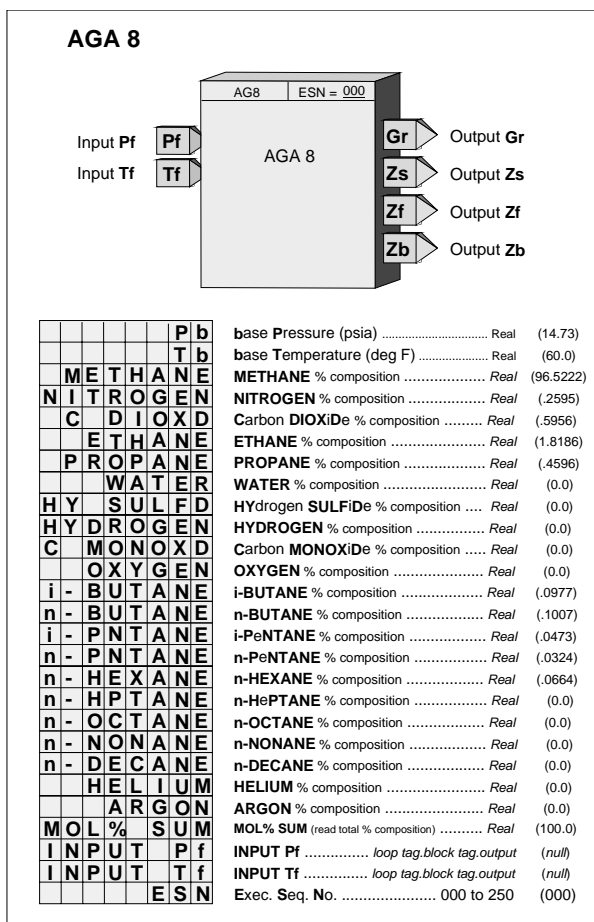 AGA 8
AG8 ESN = 000
Input Pf Pf AGA 8 Gr Output Gr
Input Tf Tf Zs Output Zs
Zf Output Zf
Zb Output Zb
Pb base Pressure (psia) ................................ Real (14.73)
Tb base Temperature (deg F) ..................... Real (60.0)
METHANE METHANE % composition .................. Real (96.5222)
NITROGEN NITROGEN % composition ................ Real (.2595)
C DIOXD Carbon DIOXiDe % composition ......... Real (.5956)
ETHANE ETHANE % composition ..................... Real (1.8186)
PROPANE PROPANE % composition .................. Real (.4596)
WATER WATER % composition ....................... Real (0.0)
HY SULFD HYdrogen SULFiDe % composition .... Real (0.0)
HYDROGEN HYDROGEN % composition ............... Real (0.0)
C MONOXD Carbon MONOXiDe % composition ..... Real (0.0)
OXYGEN OXYGEN % composition .................... Real (0.0)
i-BUTANE i-BUTANE % composition .................. Real (.0977)
n-BUTANE n-BUTANE % composition ................. Real (.1007)
i-PNTANE i-PeNTANE % composition ................ Real (.0473)
n-PNTANE n-PeNTANE % composition ............... Real (.0324)
n-HEXANE n-HEXANE % composition ................. Real (.0664)
n-HPTANE n-HePTANE % composition ............... Real (0.0)
n-OCTANE n-OCTANE % composition ................. Real (0.0)
n-NONANE n-NONANE % composition ................. Real (0.0)
n-DECANE n-DECANE % composition ................. Real (0.0)
HELIUM HELIUM % composition ...................... Real (0.0)
ARGON ARGON % composition ...................... Real (0.0)
MOL% SUM MOL% SUM (read total % composition) .......... Real (100.0)
INPUT Pf INPUT Pf ............... loop tag.block tag.output (null)
INPUT Tf INPUT Tf ............... loop tag.block tag.output (null)
ESN Exec. Seq. No. ...................... 000 to 250 (000)